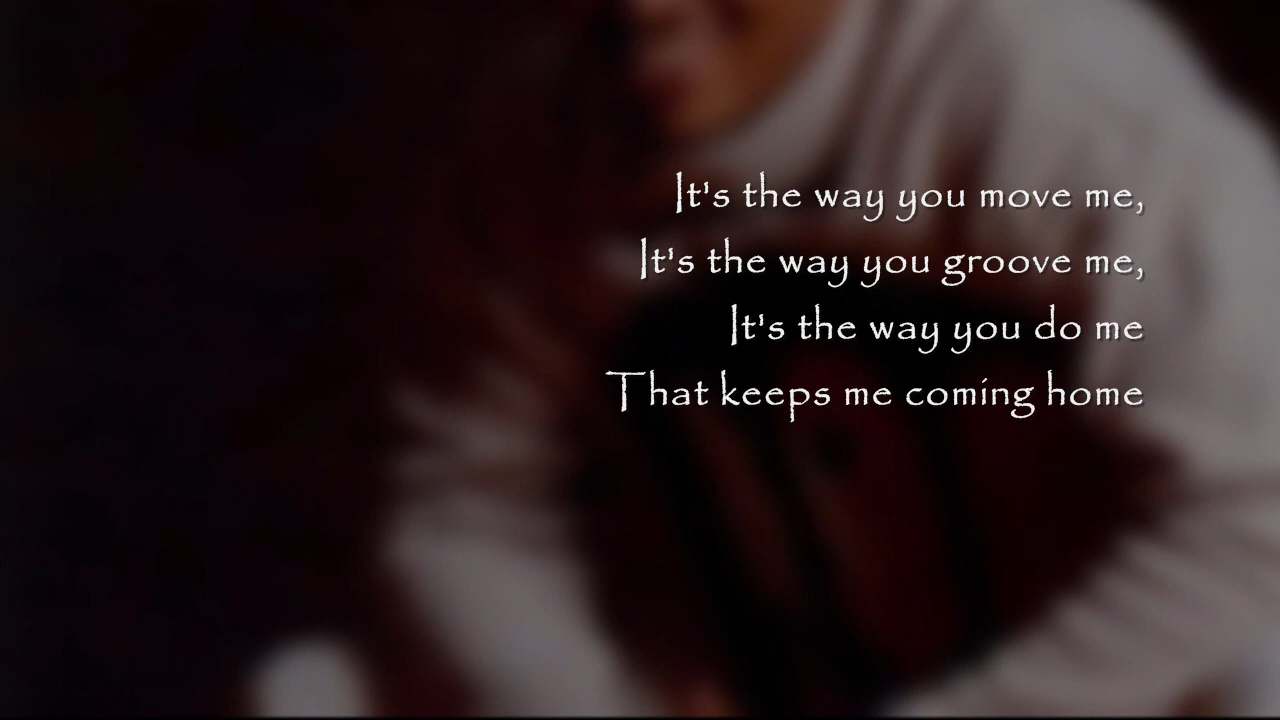 It's the way you move me,
It's the way you groove me,
It's the way you do me
That keeps me coming home